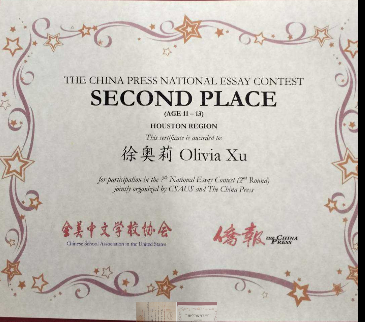 THE CHINA PRESS NATIONAL ESSAY CONTEST
SECOND PLACE
(AGE 11 – 13)
HOUSTON REGION
This certificate is awarded to
徐奥莉 Olivia Xu
for participation in the National Essay Contest (2nd Round)
jointly organized by CSAUS and The China Press
全美中文学校协会
Chinese School Association in the United States
侨報 THE CHINA
PRESS